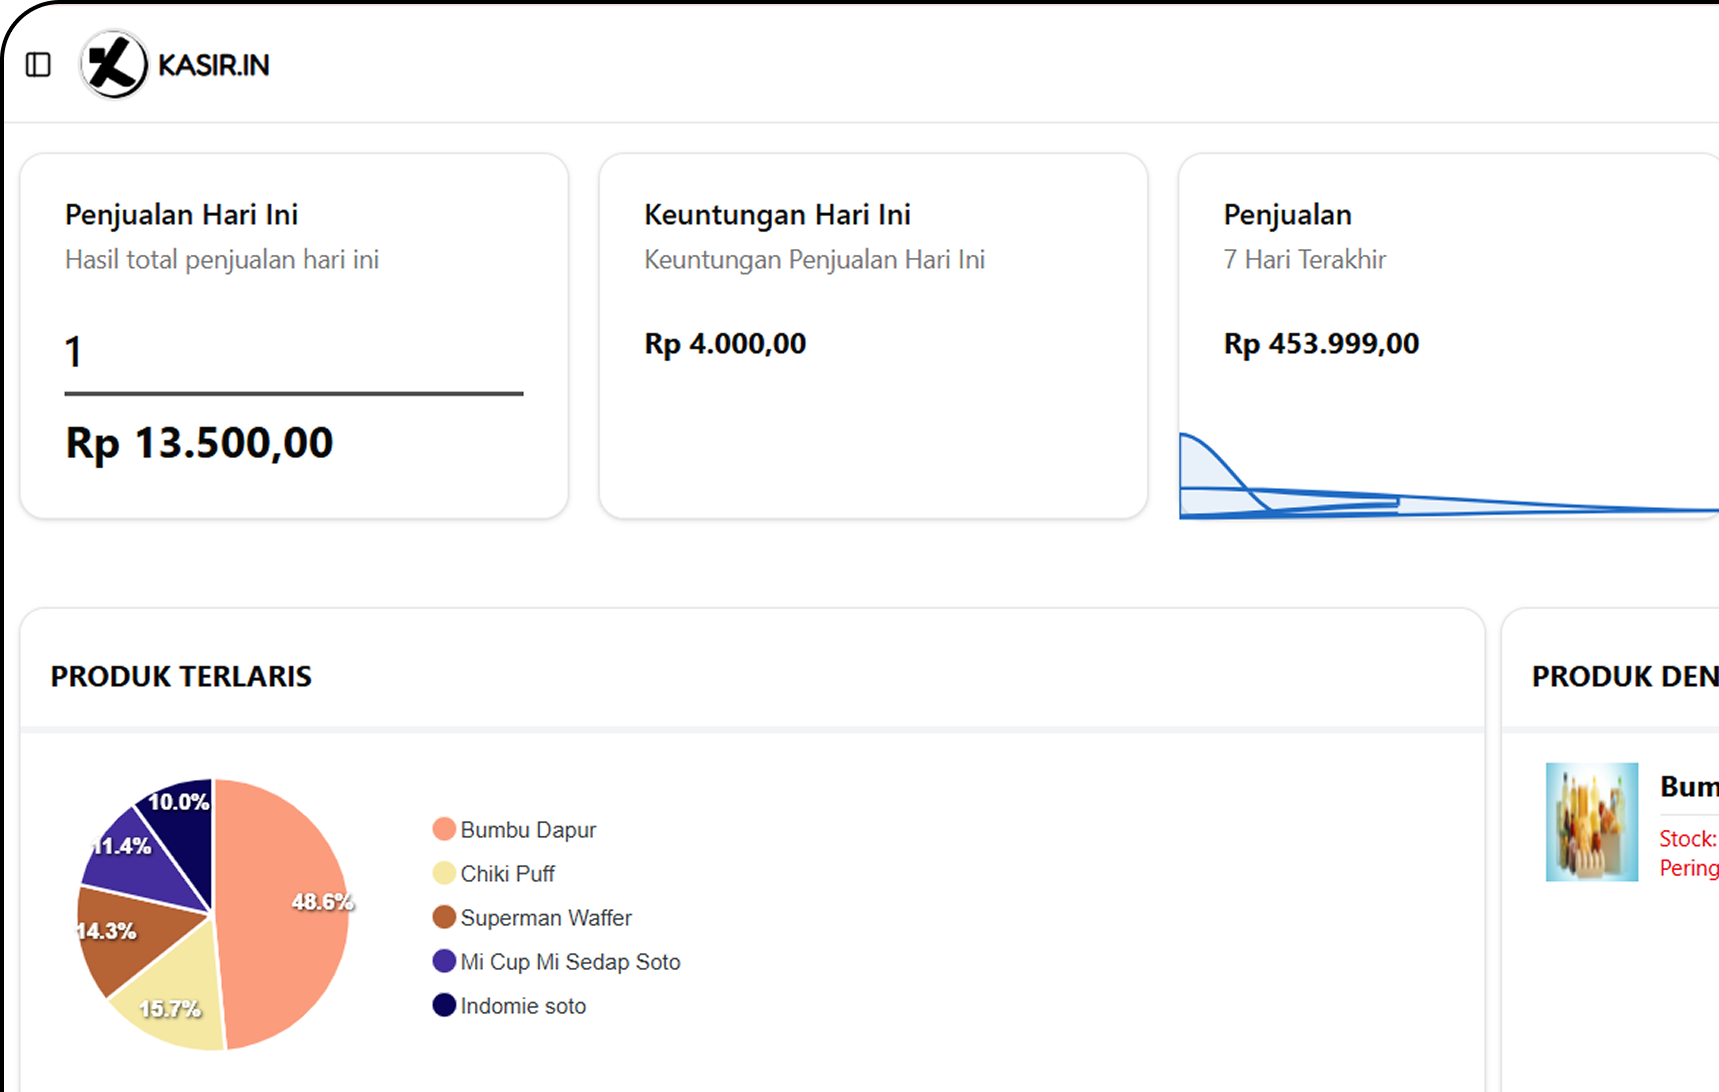 KASIR.IN
Penjualan Hari Ini
Hasil total penjualan hari ini
1
Rp 13.500,00
Keuntungan Hari Ini
Keuntungan Penjualan Hari Ini
Rp 4.000,00
Penjualan
7 Hari Terakhir
Rp 453.999,00
PRODUK TERLARIS
10.0%
11.4%
48.6%
14.3%
15.7%
Bumbu Dapur
Chiki Puff
Superman Waffer
Mi Cup Mi Sedap Soto
Indomie soto
PRODUK DEN
Bum
Stock:
Pering